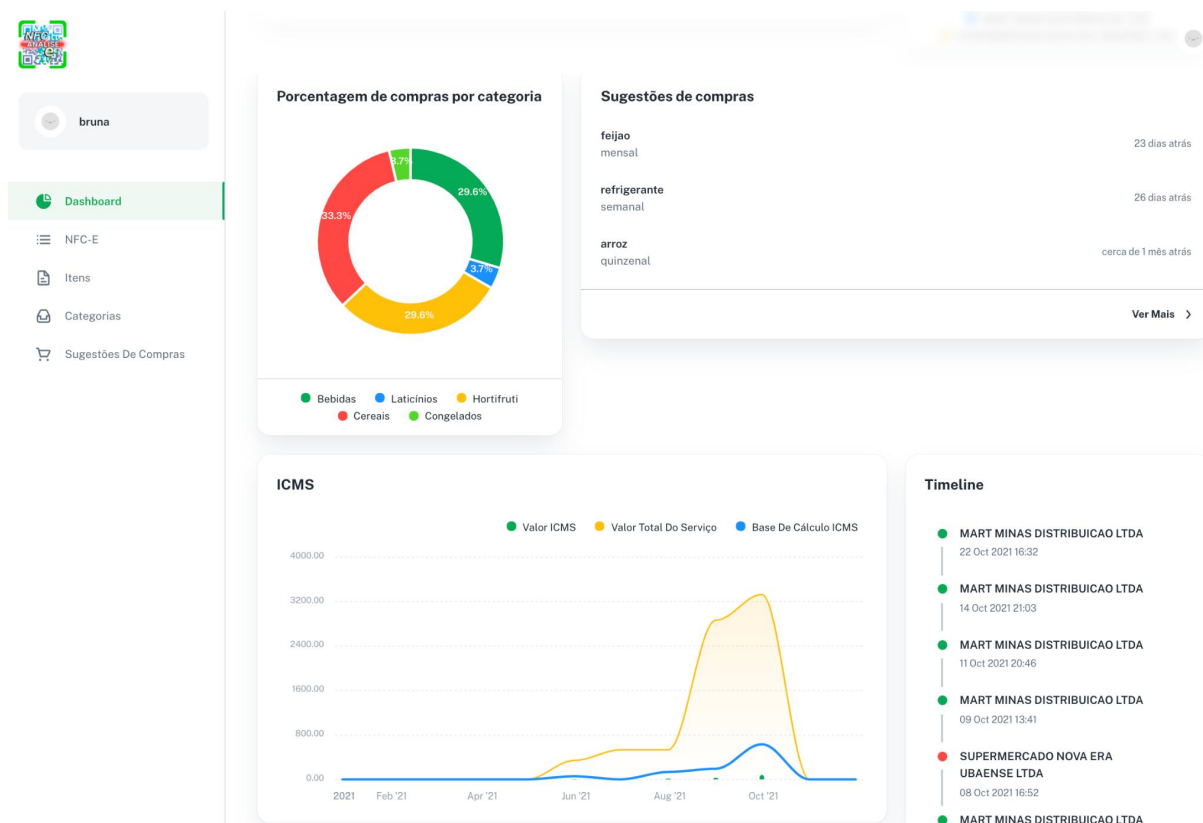 NFC
ANÁLISE
bruna
Dashboard
NFC-E
Itens
Categorias
Sugestões De Compras
Porcentagem de compras por categoria
3.7%
29.6%
33.3%
3.7%
29.6%
Bebidas
Laticínios
Hortifruti
Cereais
Congelados
Sugestões de compras
feijao
mensal
23 dias atrás
refrigerante
semanal
26 dias atrás
arroz
quinzenal
cerca de 1 mês atrás
Ver Mais
ICMS
Valor ICMS
Valor Total Do Serviço
Base De Cálculo ICMS
4000.00
3200.00
2400.00
1600.00
800.00
0.00
2021
Feb '21
Apr '21
Jun '21
Aug '21
Oct '21
Timeline
MART MINAS DISTRIBUICAO LTDA
22 Oct 2021 16:32
MART MINAS DISTRIBUICAO LTDA
14 Oct 2021 21:03
MART MINAS DISTRIBUICAO LTDA
11 Oct 2021 20:46
MART MINAS DISTRIBUICAO LTDA
09 Oct 2021 13:41
SUPERMERCADO NOVA ERA
UBAENSE LTDA
08 Oct 2021 16:52
MART MINAS DISTRIBUICAO LTDA